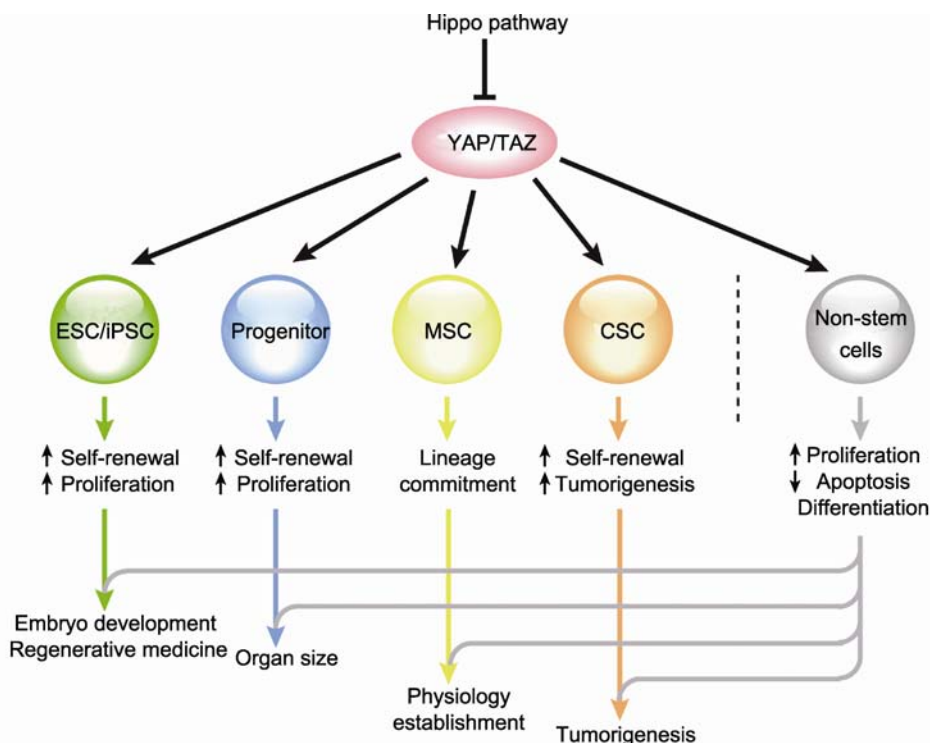 Hippo pathway
YAP/TAZ
ESC/iPSC
Progenitor
MSC
CSC
Non-stem
cells
↑ Self-renewal
↑ Proliferation
↑ Self-renewal
↑ Proliferation
Lineage
commitment
↑ Self-renewal
↑ Tumorigenesis
↑ Proliferation
↓ Apoptosis
Differentiation
Embryo development
Regenerative medicine
Organ size
Physiology
establishment
Tumorigenesis